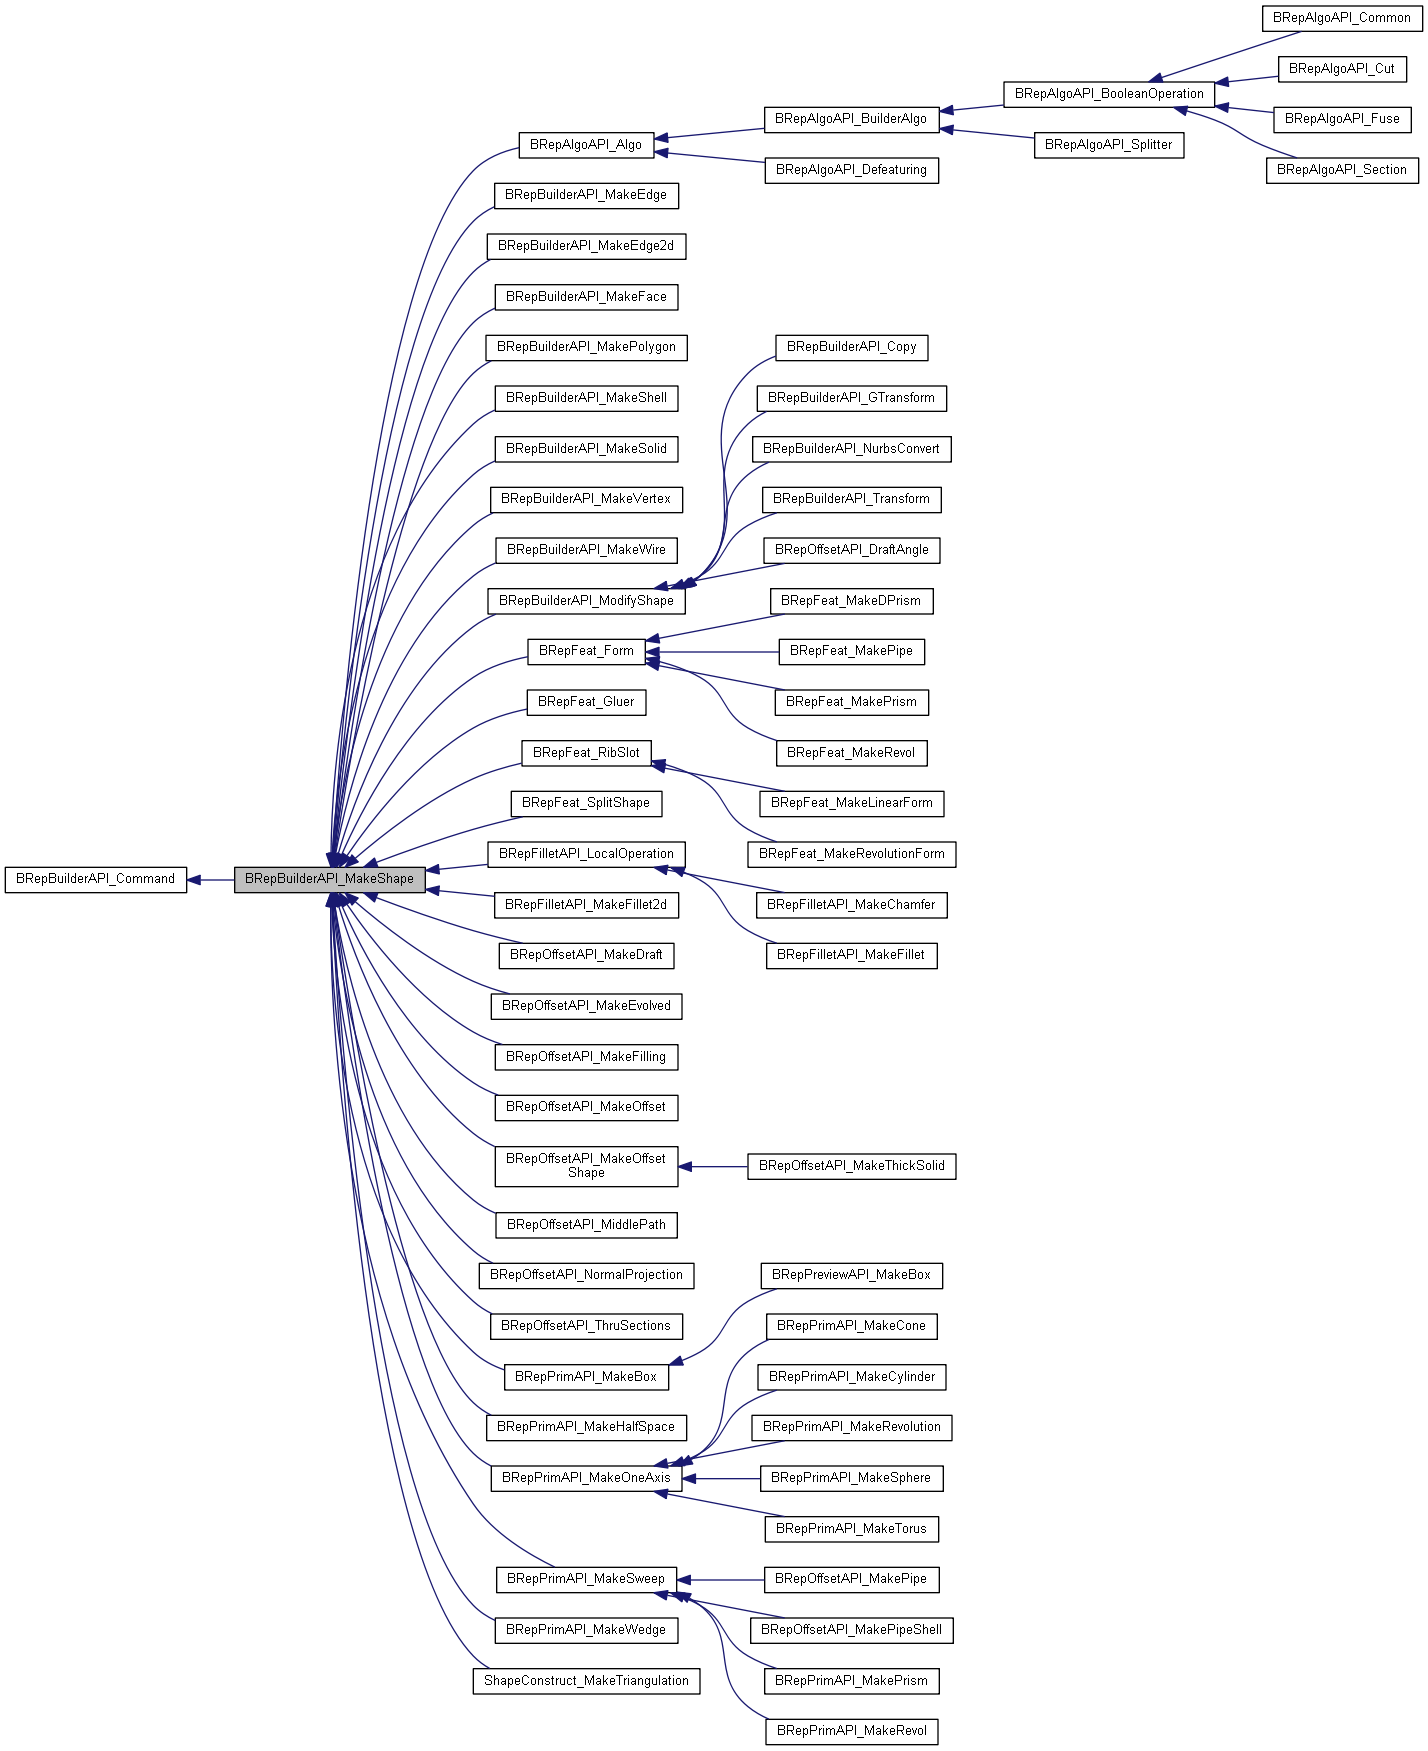 BRepAlgoAPI_Common
BRepAlgoAPI_Cut
BRepAlgoAPI_BooleanOperation
BRepAlgoAPI_BuilderAlgo
BRepAlgoAPI_Fuse
BRepAlgoAPI_Algo
BRepAlgoAPI_Splitter
BRepAlgoAPI_Defeaturing
BRepAlgoAPI_Section
BRepBuilderAPI_MakeEdge
BRepBuilderAPI_MakeEdge2d
BRepBuilderAPI_MakeFace
BRepBuilderAPI_MakePolygon
BRepBuilderAPI_Copy
BRepBuilderAPI_MakeShell
BRepBuilderAPI_GTransform
BRepBuilderAPI_MakeSolid
BRepBuilderAPI_NurbsConvert
BRepBuilderAPI_MakeVertex
BRepBuilderAPI_Transform
BRepBuilderAPI_MakeWire
BRepOffsetAPI_DraftAngle
BRepBuilderAPI_ModifyShape
BRepFeat_MakeDPrism
BRepFeat_Form
BRepFeat_MakePipe
BRepFeat_Gluer
BRepFeat_MakePrism
BRepFeat_RibSlot
BRepFeat_MakeRevol
BRepFeat_SplitShape
BRepFeat_MakeLinearForm
BRepFilletAPI_LocalOperation
BRepFeat_MakeRevolutionForm
BRepBuilderAPI_Command
BRepBuilderAPI_MakeShape
BRepFilletAPI_MakeFillet2d
BRepFilletAPI_MakeChamfer
BRepOffsetAPI_MakeDraft
BRepFilletAPI_MakeFillet
BRepOffsetAPI_MakeEvolved
BRepOffsetAPI_MakeFilling
BRepOffsetAPI_MakeOffset
BRepOffsetAPI_MakeOffset
Shape
BRepOffsetAPI_MakeThickSolid
BRepOffsetAPI_MiddlePath
BRepOffsetAPI_NormalProjection
BRepPreviewAPI_MakeBox
BRepOffsetAPI_ThruSections
BRepPrimAPI_MakeCone
BRepPrimAPI_MakeBox
BRepPrimAPI_MakeCylinder
BRepPrimAPI_MakeHalfSpace
BRepPrimAPI_MakeRevolution
BRepPrimAPI_MakeOneAxis
BRepPrimAPI_MakeSphere
BRepPrimAPI_MakeTorus
BRepPrimAPI_MakeSweep
BRepOffsetAPI_MakePipe
BRepPrimAPI_MakeWedge
BRepOffsetAPI_MakePipeShell
ShapeConstruct_MakeTriangulation
BRepPrimAPI_MakePrism
BRepPrimAPI_MakeRevol